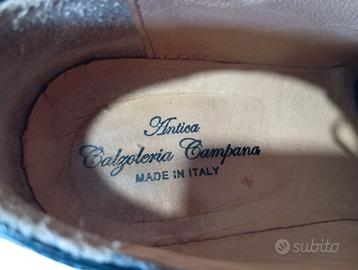 Antica
Calzoleria Campana
MADE IN ITALY
subito